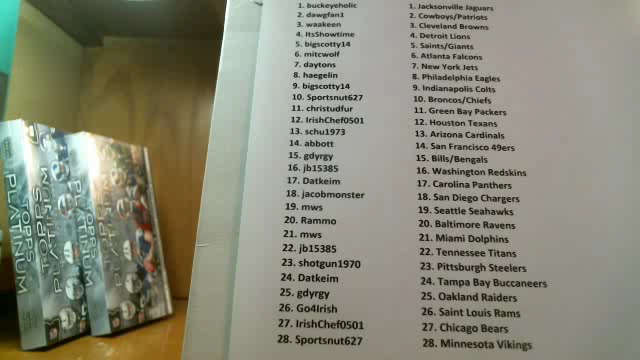 1. buckeyeholic
2. dawgfan1
3. waakeen
4. ItsShowtime
5. bigscotty14
6. mitcwolf
7. daytons
8. haegelin
9. bigscotty14
10. Sportsnut627
11. christudfur
12. IrishChef0501
13. schu1973
14. abbott
15. gdyrgy
16. jb15385
17. Datkeim
18. jacobmonster
19. mws
20. Rammo
21. mws
22. jb15385
23. shotgun1970
24. Datkeim
25. gdyrgy
26. Go4Irish
27. IrishChef0501
28. Sportsnut627
1. Jacksonville Jaguars
2. Cowboys/Patriots
3. Cleveland Browns
4. Detroit Lions
5. Saints/Giants
6. Atlanta Falcons
7. New York Jets
8. Philadelphia Eagles
9. Indianapolis Colts
10. Broncos/Chiefs
11. Green Bay Packers
12. Houston Texans
13. Arizona Cardinals
14. San Francisco 49ers
15. Bills/Bengals
16. Washington Redskins
17. Carolina Panthers
18. San Diego Chargers
19. Seattle Seahawks
20. Baltimore Ravens
21. Miami Dolphins
22. Tennessee Titans
23. Pittsburgh Steelers
24. Tampa Bay Buccaneers
25. Oakland Raiders
26. Saint Louis Rams
27. Chicago Bears
28. Minnesota Vikings
TOPPS
PLATINUM
TOPPS
PLATINUM
TOPPS
PLATINUM